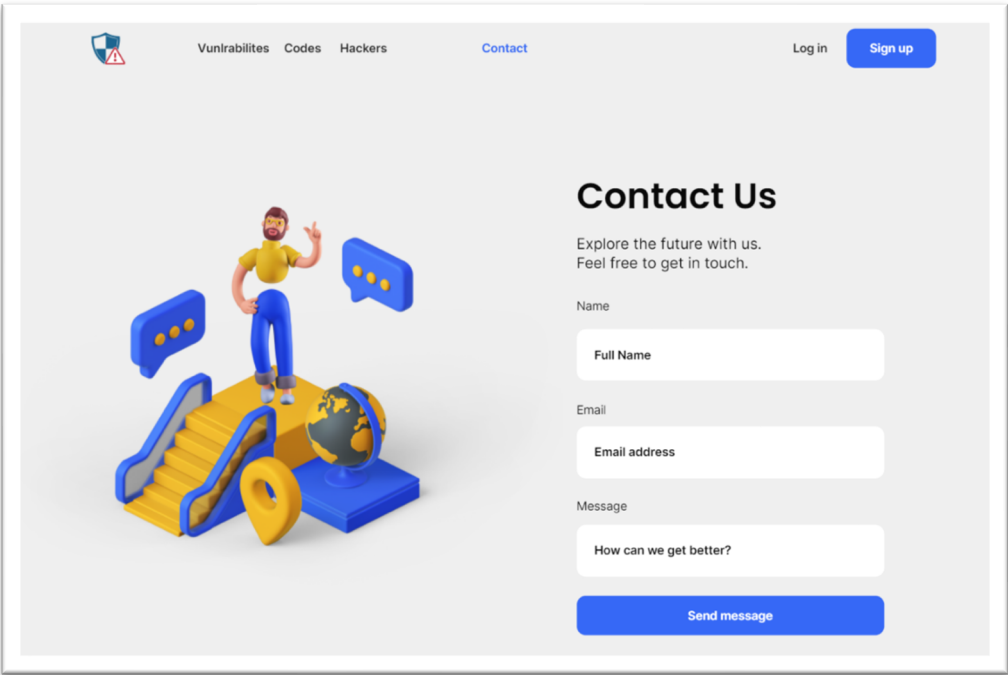 Vunlrabilites Codes Hackers Contact Log in Sign up
Contact Us
Explore the future with us.
Feel free to get in touch.
Name
Full Name
Email
Email address
Message
How can we get better?
Send message